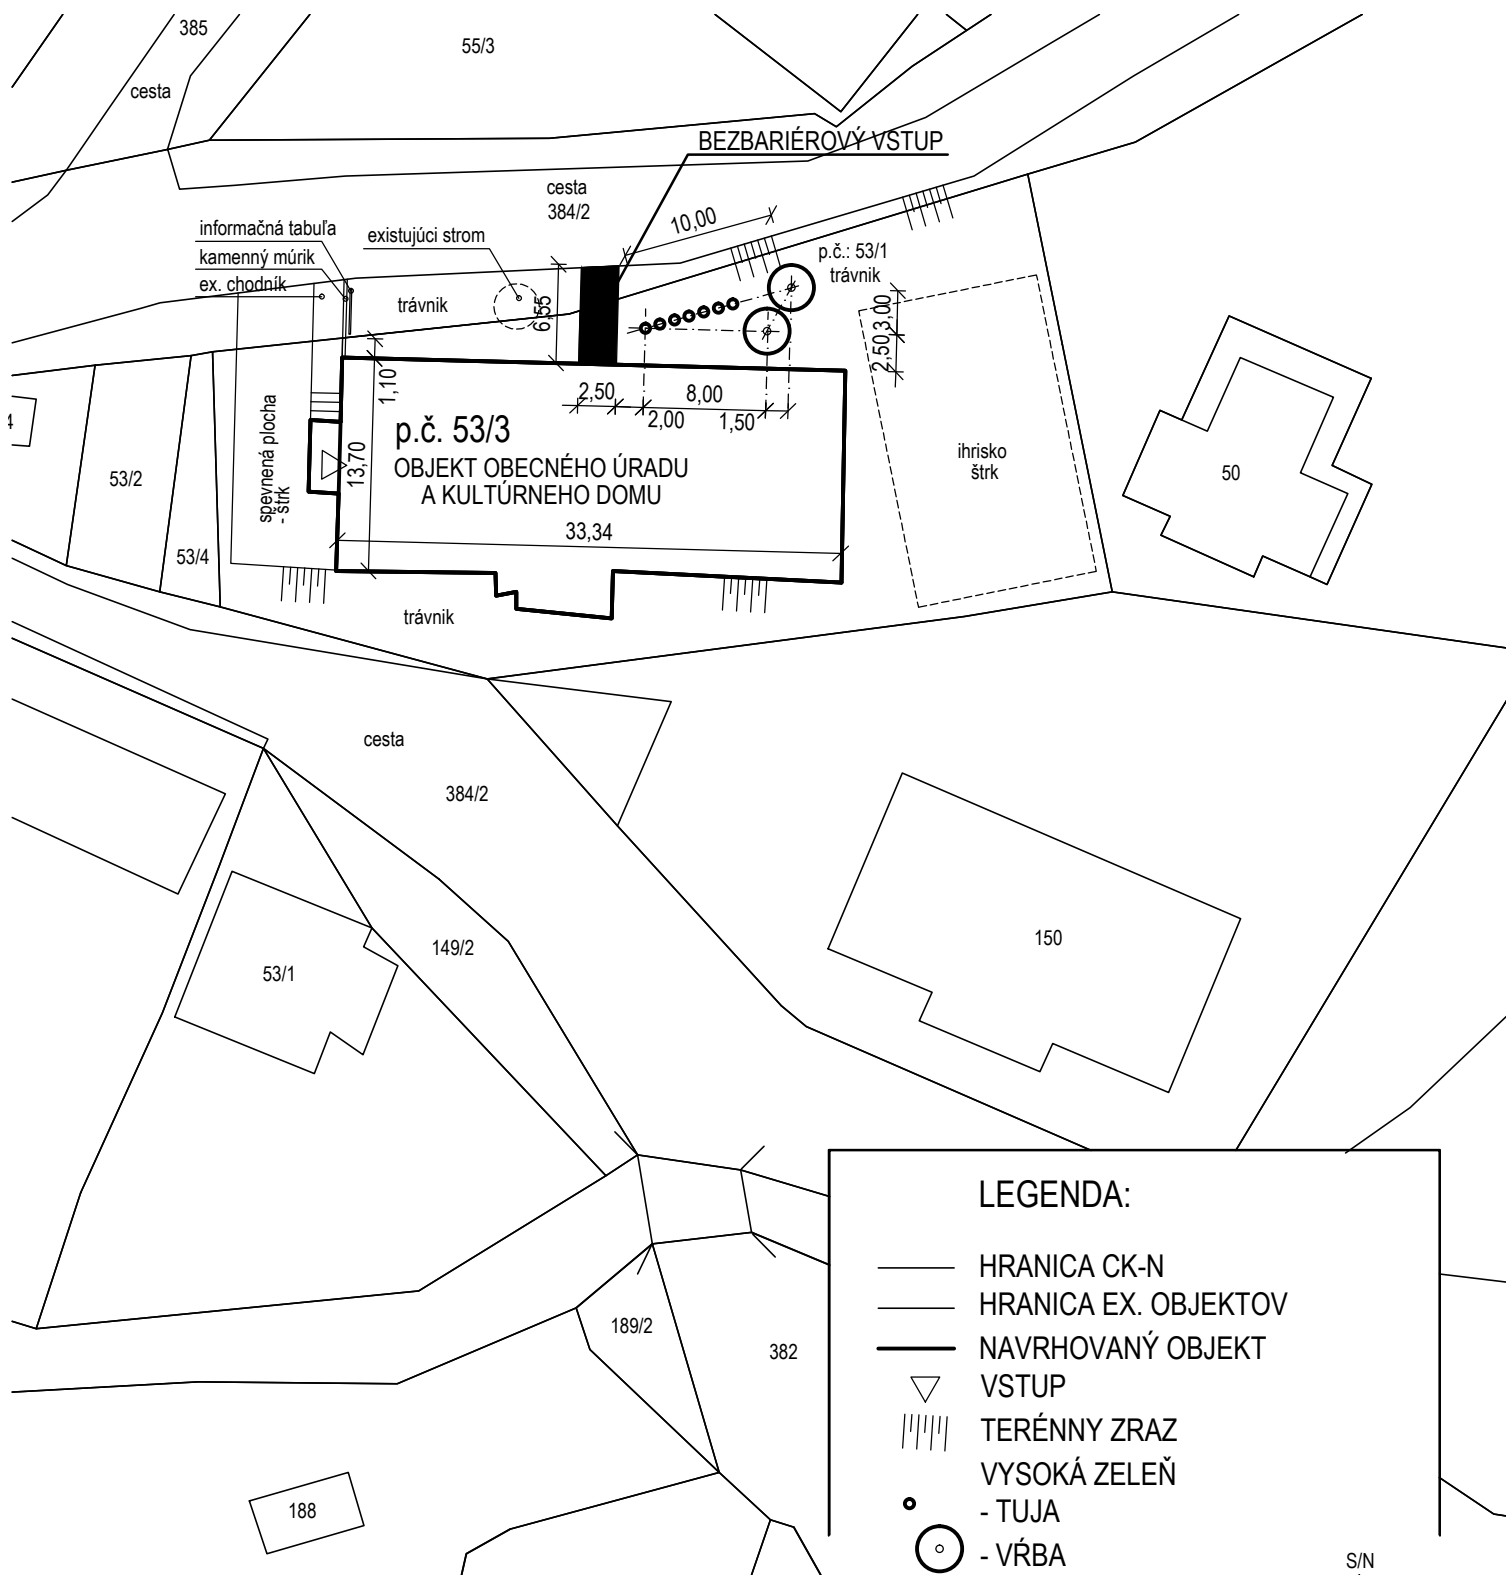 385
55/3
cesta
BEZBARIÉROVÝ VSTUP
cesta
384/2
10,00
informačná tabuľa
kamenný múrik
ex. chodník
existujúci strom
trávnik
p.č.: 53/1
trávnik
6,55
3,00
2,50
1,10
2,50
8,00
2,00
1,50
p.č. 53/3
OBJEKT OBECNÉHO ÚRADU
A KULTÚRNEHO DOMU
13,70
33,34
spevnená plocha
- štrk
ihrisko
štrk
50
4
53/2
53/4
trávnik
cesta
384/2
150
149/2
53/1
LEGENDA:
HRANICA CK-N
HRANICA EX. OBJEKTOV
NAVRHOVANÝ OBJEKT
VSTUP
TERÉNNY ZRAZ
VYSOKÁ ZELEŇ
- TUJA
- VŔBA
189/2
382
188
S/N